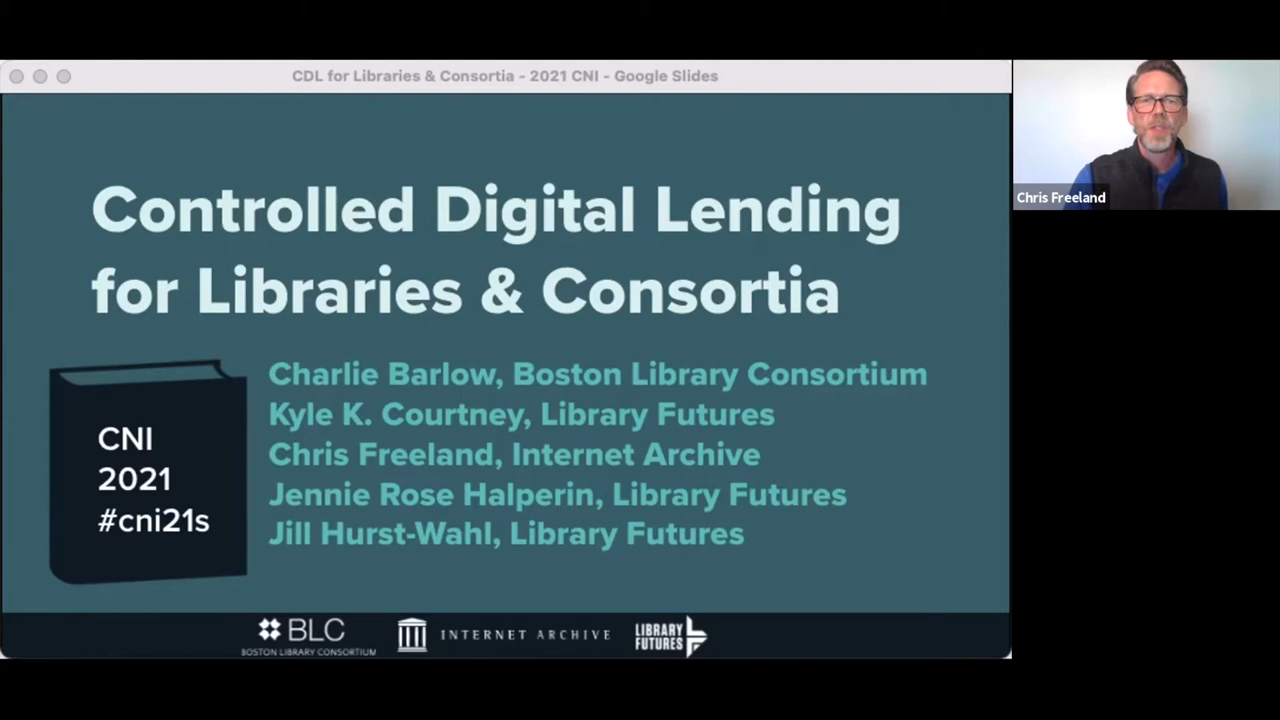 CDL for Libraries & Consortia - 2021 CNI - Google Slides
Controlled Digital Lending
for Libraries & Consortia
Charlie Barlow, Boston Library Consortium
Kyle K. Courtney, Library Futures
Chris Freeland, Internet Archive
Jennie Rose Halperin, Library Futures
Jill Hurst-Wahl, Library Futures
CNI
2021
#cni21s
BLC
BOSTON LIBRARY CONSORTIUM
INTERNET ARCHIVE
LIBRARY
FUTURES
Chris Freeland